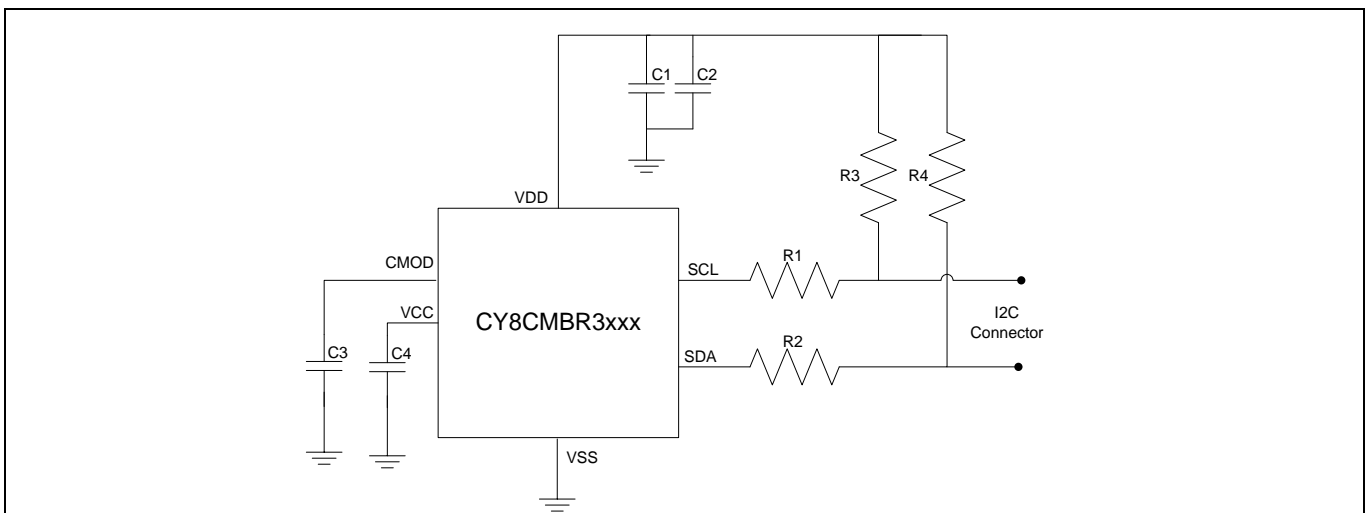 C1
C2
R3
R4
VDD
CMOD
SCL
R1
VCC
CY8CMBR3xxx
I2C
Connector
C3
C4
SDA
R2
VSS